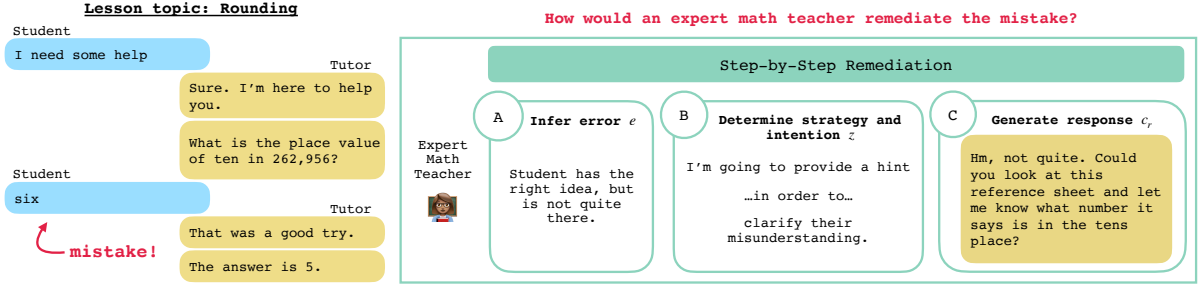 Lesson topic: Rounding
Student
I need some help
Tutor
Sure. I'm here to help
you.
What is the place value
of ten in 262,956?
Student
six
mistake!
Tutor
That was a good try.
The answer is 5.
How would an expert math teacher remediate the mistake?
Expert
Math
Teacher
Step-by-Step Remediation
A
Infer error e
Student has the
right idea, but
is not quite
there.
B
Determine strategy and
intention z
I'm going to provide a hint
…in order to…
clarify their
misunderstanding.
C
Generate response cr
Hm, not quite. Could
you look at this
reference sheet and let
me know what number it
says is in the tens
place?